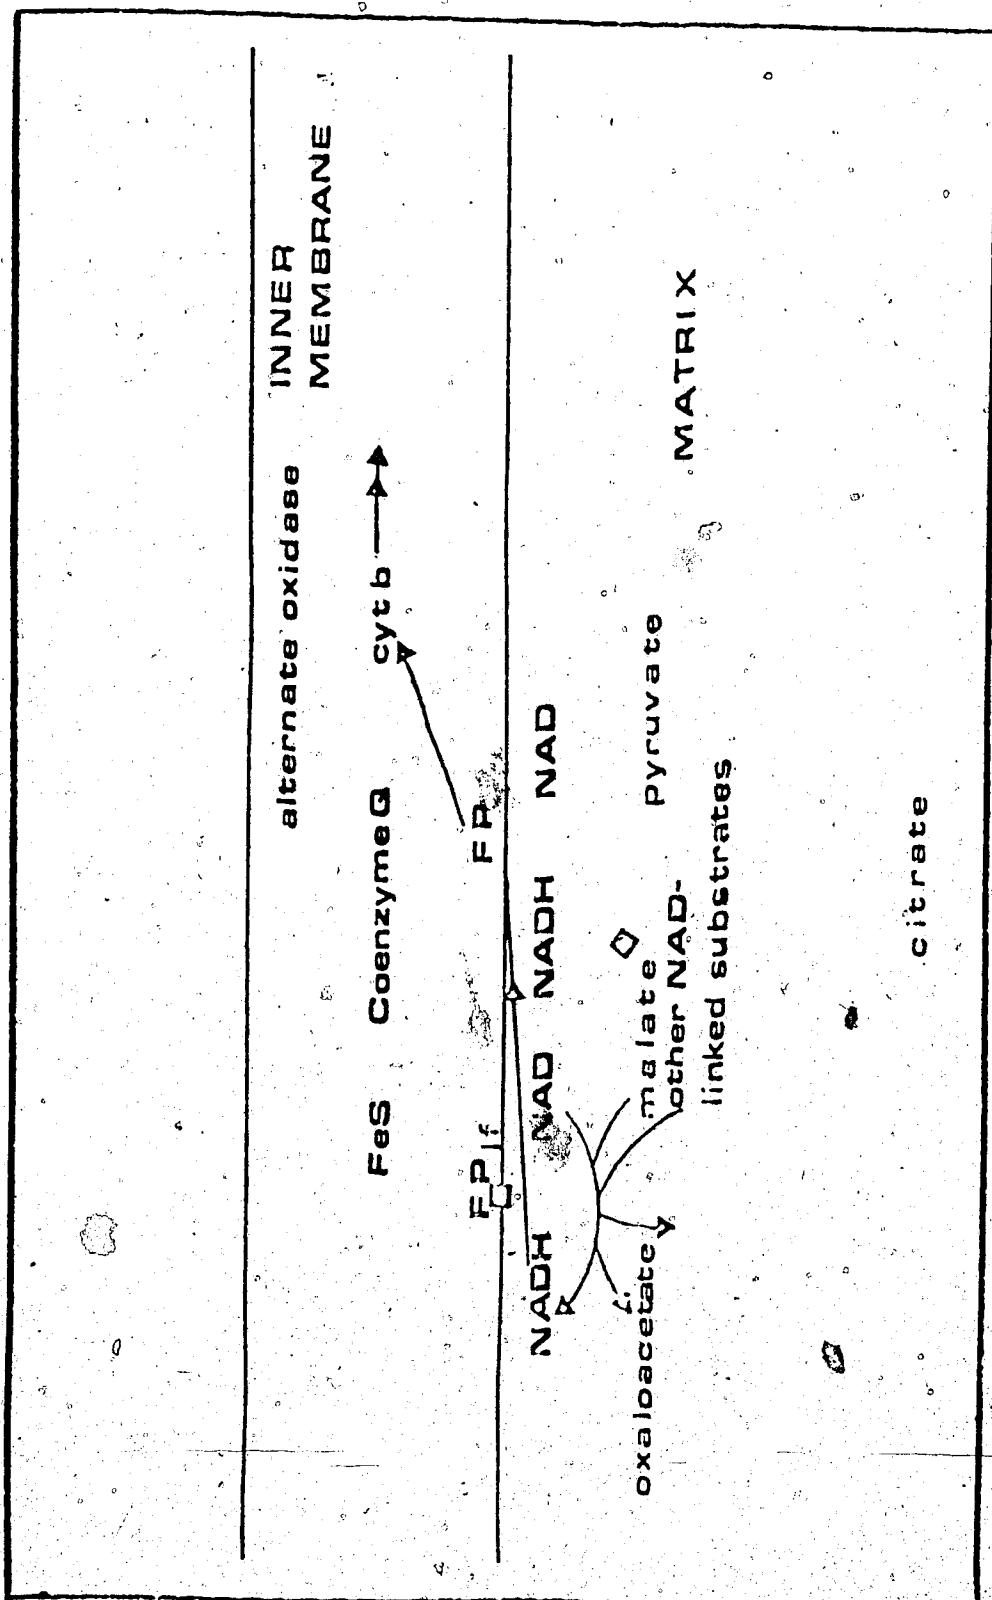 INNER
MEMBRANE
alternate oxidase
FeS CoenzymeQ cyt b
FP FP
NADH NAD NADH NAD
MATRIX
oxaloacetate malate pyruvate
other NAD-
linked substrates
citrate